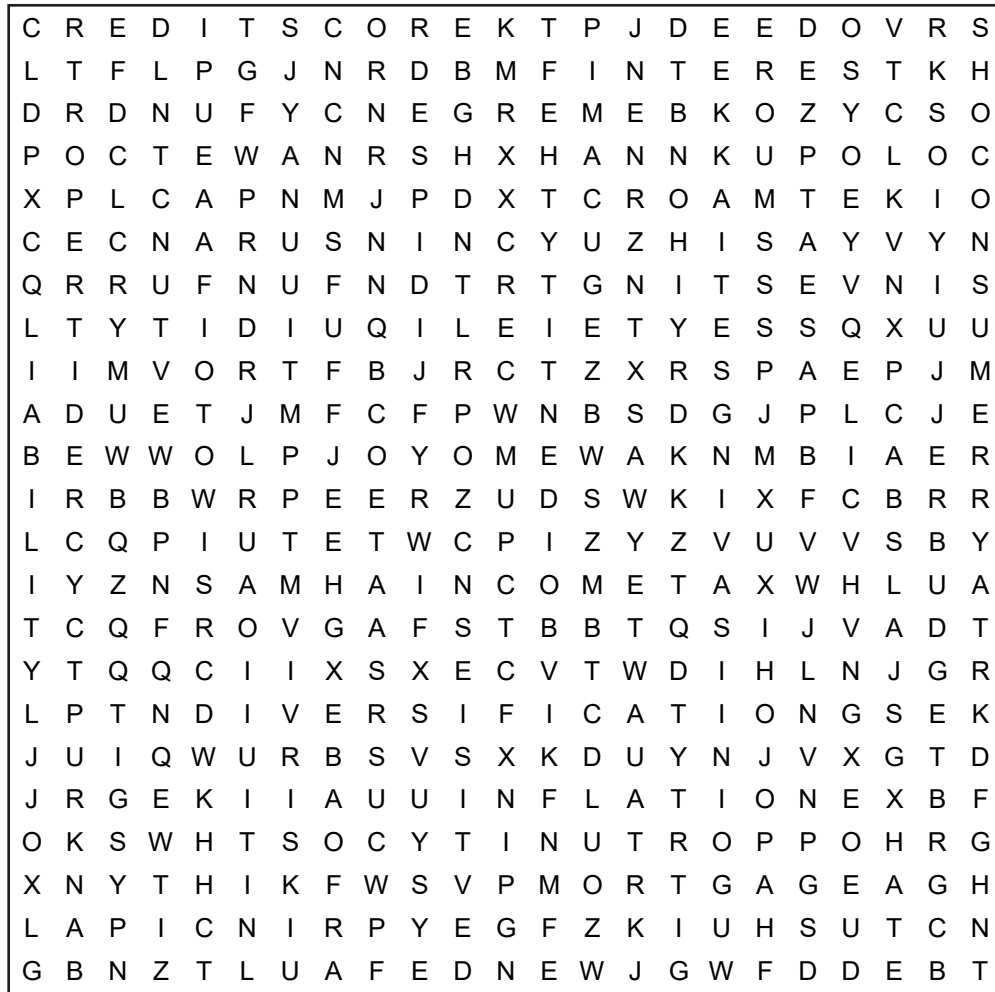 C R E D I T S C O R E K T P J D E E D O V R S
L T F L P G J N R D B M F I N T E R E S T K H
D R D N U F Y C N E G R E M E B K O Z Y C S O
P O C T E W A N R S H X H A N N K U P O L O C
X P L C A P N M J P D X T C R O A M T E K I O
C E C N A R U S N I N C Y U Z H I S A Y V Y N
Q R R U F N U F N D T R T G N I T S E V N I S
L T Y T I D I U Q I L E I E T Y E S S Q X U U
I I M V O R T F B J R C T Z X R S P A E P J M
A D U E T J M F C F P W N B S D G J P L C J E
B E W W O L P J O Y O M E W A K N M B I A E R
I R B B W R P E E R Z U D S W K I X F C B R R
L C Q P I U T E T W C P I Z Y Z V U V V S B Y
I Y Z N S A M H A I N C O M E T A X W H L U A
T C Q F R O V G A F S T B B T Q S I J V A D T
Y T Q Q C I I X S X E C V T W D I H L N J G R
L P T N D I V E R S I F I C A T I O N G S E K
J U I Q W U R B S V S X K D U Y N J V X G T D
J R G E K I I A U U I N F L A T I O N E X B F
O K S W H T S O C Y T I N U T R O P P O H R G
X N Y T H I K F W S V P M O R T G A G E A G H
L A P I C N I R P Y E G F Z K I U H S U T C N
G B N Z T L U A F E D N E W J G W F D D E B T